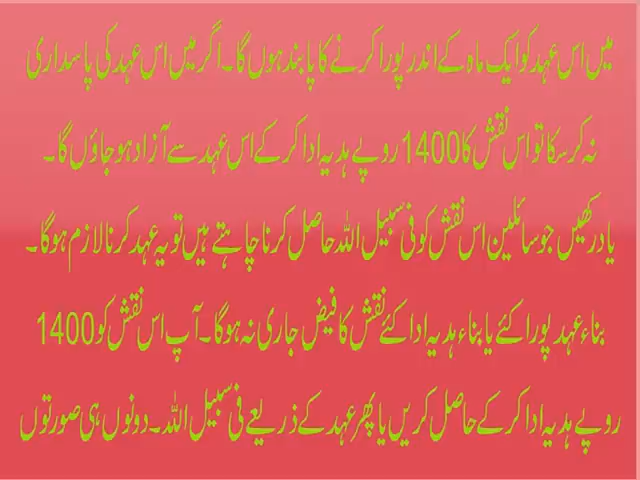 میں اس عہد کو ایک ماہ کے اندر پورا کرنے کا پابند ہوں گا۔ اگر میں اس عہد کی پاسداری
نہ کر سکا تو اس نقش کا 1400 روپے ہدیہ ادا کر کے اس عہد سے آزاد ہو جاؤں گا۔
یاد رکھیں جو سائلین اس نقش کو فی سبیل اللہ حاصل کرنا چاہتے ہیں تو یہ عہد کرنا لازم ہوگا۔
بناء عہد پورا کئے یا بناء ہدیہ ادا کئے نقش کا فیض جاری نہ ہوگا۔ آپ اس نقش کو 1400
روپے ہدیہ ادا کر کے حاصل کریں یا پھر عہد کے ذریعے فی سبیل اللہ۔ دونوں ہی صورتوں